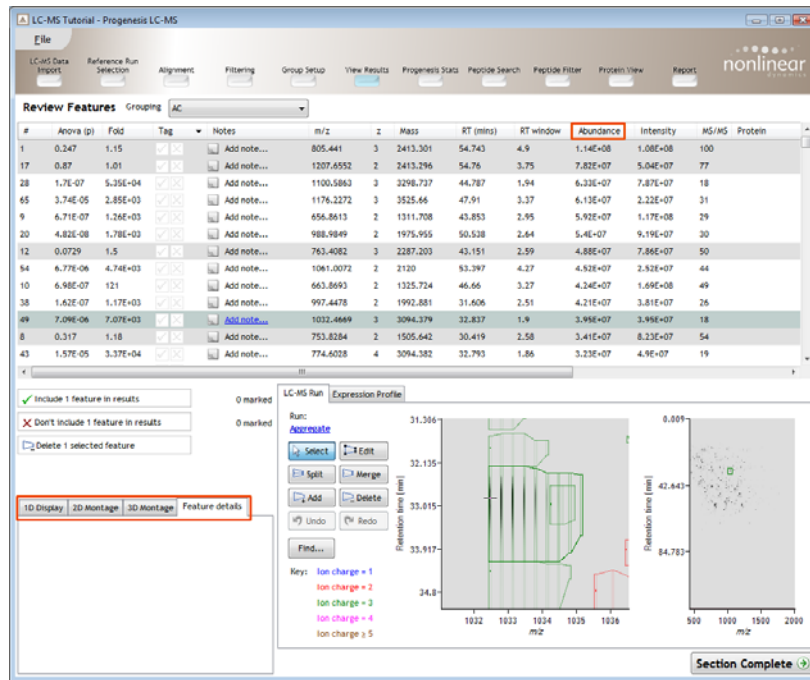 LC-MS Tutorial - Progenesis LC-MS
File
LC-MS Data Import
Reference Run Selection
Alignment
Filtering
Group Setup
View Results
Progenesis Stats
Peptide Search
Peptide Filter
Protein View
Report
nonlinear
dynamics
Review Features Grouping AC
# Anova (p) Fold Tag Notes m/z z Mass RT (mins) RT window Abundance Intensity MS/MS Protein
1 0.247 1.15 Add note... 805.441 3 2413.301 54.743 4.9 1.14E+08 1.08E+08 100
17 0.87 1.01 Add note... 1207.6552 2 2413.296 54.76 3.75 7.82E+07 5.04E+07 77
28 1.7E-07 5.35E+04 Add note... 1100.5863 3 3298.737 44.787 1.94 6.33E+07 7.87E+07 18
65 3.74E-05 2.85E+03 Add note... 1176.2272 3 3525.66 47.91 3.37 6.13E+07 2.22E+07 31
9 6.71E-07 1.26E+03 Add note... 656.8613 2 1311.708 43.853 2.95 5.92E+07 1.17E+08 29
20 4.82E-08 1.78E+03 Add note... 988.9849 2 1975.955 50.538 2.64 5.4E+07 9.19E+07 30
12 0.0729 1.5 Add note... 763.4082 3 2287.203 43.151 2.59 4.88E+07 7.86E+07 50
54 6.77E-06 4.74E+03 Add note... 1061.0072 2 2120 53.397 4.27 4.52E+07 2.52E+07 44
10 6.98E-07 121 Add note... 663.8693 2 1325.724 46.66 3.27 4.24E+07 1.69E+08 49
38 1.62E-07 1.17E+03 Add note... 997.4478 2 1992.881 31.606 2.51 4.21E+07 3.81E+07 26
49 7.09E-06 7.07E+03 Add note... 1032.4669 3 3094.379 32.837 1.9 3.95E+07 3.95E+07 18
8 0.317 1.18 Add note... 753.8284 2 1505.642 30.419 2.58 3.41E+07 8.23E+07 54
43 1.57E-05 3.37E+04 Add note... 774.6028 4 3094.382 32.793 1.86 3.23E+07 4.9E+07 19
Include 1 feature in results 0 marked
Don't include 1 feature in results 0 marked
Delete 1 selected feature
1D Display 2D Montage 3D Montage Feature details
LC-MS Run Expression Profile
Run:
Aggregate
Select Edit
Split Merge
Add Delete
Undo Redo
Find...
Key: Ion charge = 1
Ion charge = 2
Ion charge = 3
Ion charge = 4
Ion charge ≥ 5
Retention time [min]
31.306
32.135
33.015
33.917
34.8
1032 1033 1034 1035 1036
m/z
Retention time [min]
0.009
42.643
84.783
500 1000 1500 2000
m/z
Section Complete